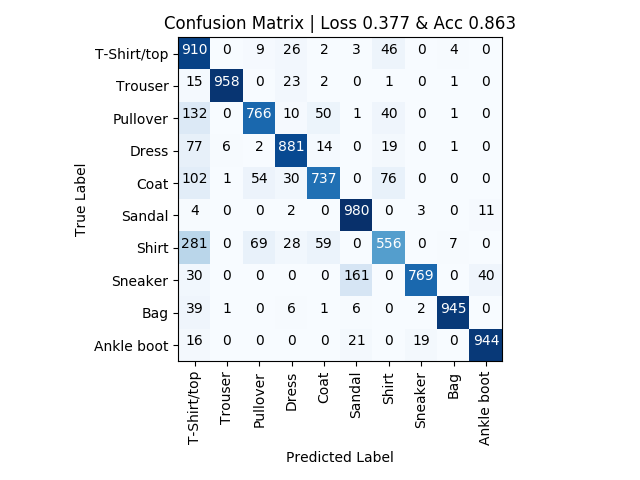 Confusion Matrix | Loss 0.377 & Acc 0.863
True Label
T-Shirt/top 910 0 9 26 2 3 46 0 4 0
Trouser 15 958 0 23 2 0 1 0 1 0
Pullover 132 0 766 10 50 1 40 0 1 0
Dress 77 6 2 881 14 0 19 0 1 0
Coat 102 1 54 30 737 0 76 0 0 0
Sandal 4 0 0 2 0 980 0 3 0 11
Shirt 281 0 69 28 59 0 556 0 7 0
Sneaker 30 0 0 0 0 161 0 769 0 40
Bag 39 1 0 6 1 6 0 2 945 0
Ankle boot 16 0 0 0 0 21 0 19 0 944
T-Shirt/top
Trouser
Pullover
Dress
Coat
Sandal
Shirt
Sneaker
Bag
Ankle boot
Predicted Label